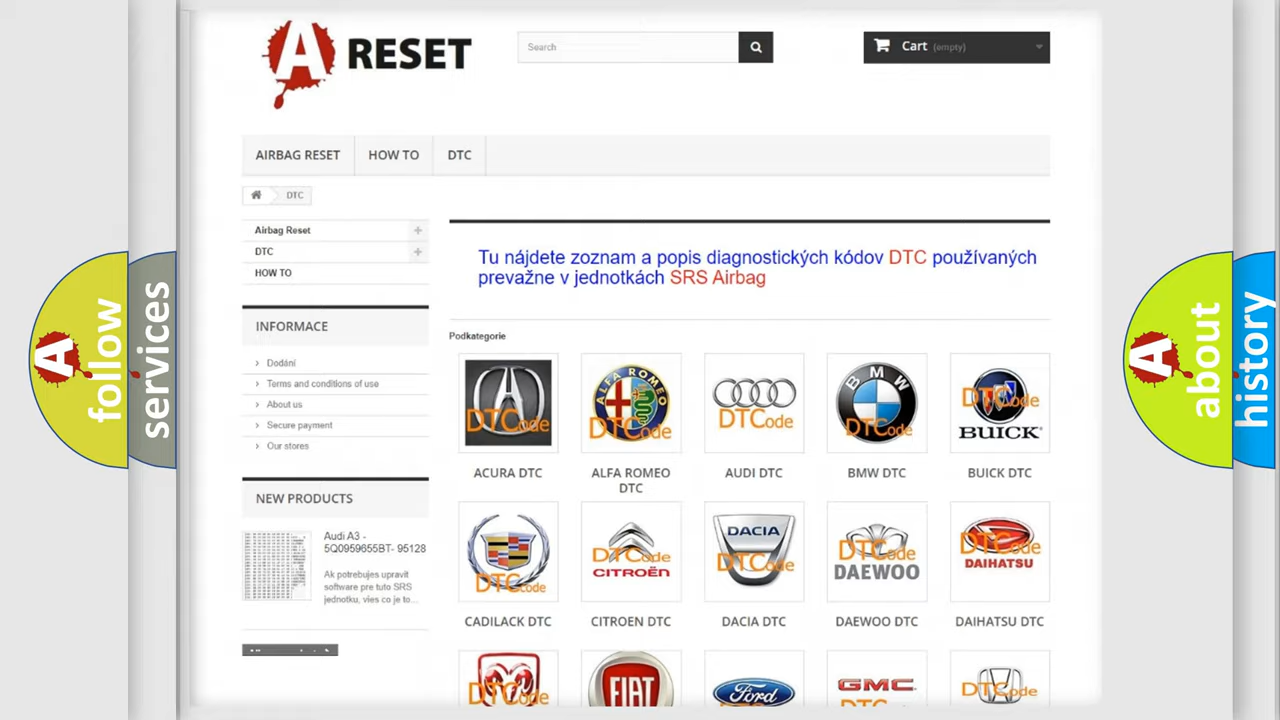 A RESET
Search
Cart (empty)
AIRBAG RESET
HOW TO
DTC
DTC
Airbag Reset
DTC
HOW TO
INFORMACE
Dodání
Terms and conditions of use
About us
Secure payment
Our stores
NEW PRODUCTS
Audi A3 -
5Q0959655BT- 95128
Ak potrebujes upravit
software pre tuto SRS
jednotku, vies co je to...
Tu nájdete zoznam a popis diagnostických kódov DTC používaných
prevažne v jednotkách SRS Airbag
Podkategorie
DTCode
ALFA ROMEO
DTCode
DTCode
BMW
DTCode
DTCode
BUICK
ACURA DTC
ALFA ROMEO
DTC
AUDI DTC
BMW DTC
BUICK DTC
DTCode
DTCode
CITROËN
DACIA
DTCode
DTCode
DAEWOO
DTCode
DAIHATSU
CADILACK DTC
CITROEN DTC
DACIA DTC
DAEWOO DTC
DAIHATSU DTC
DTCode
FIAT
Ford
GMC
DTCode
A follow
services
A about
history